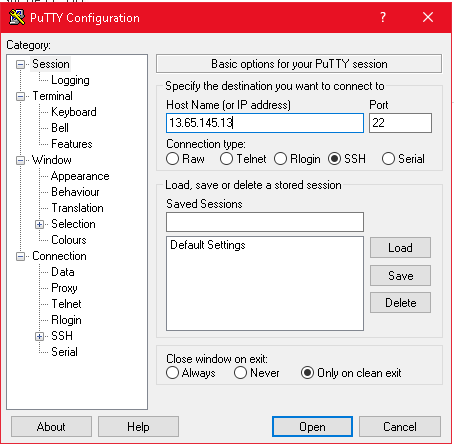 PuTTY Configuration
Category:
Session
Logging
Terminal
Keyboard
Bell
Features
Window
Appearance
Behaviour
Translation
Selection
Colours
Connection
Data
Proxy
Telnet
Rlogin
SSH
Serial
Basic options for your PuTTY session
Specify the destination you want to connect to
Host Name (or IP address) Port
13.65.145.13 22
Connection type:
Raw Telnet Rlogin SSH Serial
Load, save or delete a stored session
Saved Sessions
Default Settings
Load
Save
Delete
Close window on exit:
Always Never Only on clean exit
About Help Open Cancel